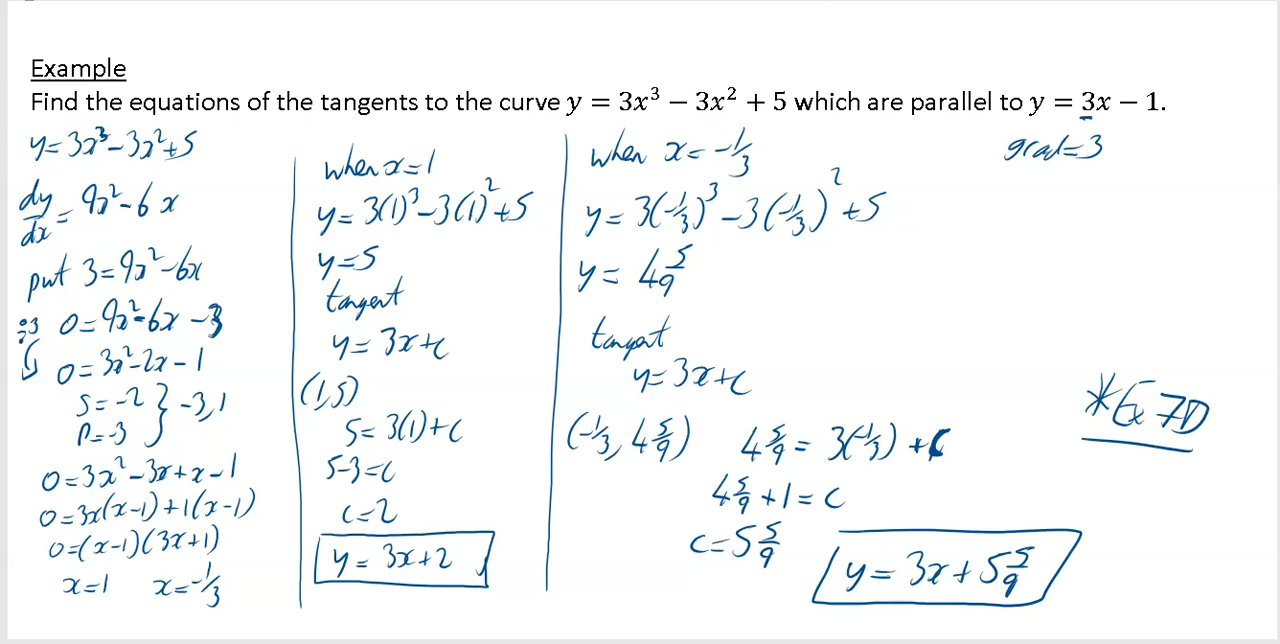 Example
Find the equations of the tangents to the curve y = 3x³ − 3x² + 5 which are parallel to y = 3x − 1.
grad=3
y=3x³-3x²+5
dy/dx = 9x²-6x
put 3=9x²-6x
÷3 0=9x²-6x-3
0=3x²-2x-1
S=-2 } -3,1
P=-3
0=3x²-3x+x-1
0=3x(x-1)+1(x-1)
0=(x-1)(3x+1)
x=1 x=-1/3
when x=1
y=3(1)³-3(1)²+5
y=5
tangent
y=3x+c
(1,5)
5=3(1)+c
5-3=c
c=2
y=3x+2
when x=-1/3
y=3(-1/3)³-3(-1/3)²+5
y=4 5/9
tangent
y=3x+c
(-1/3, 4 5/9) 4 5/9 = 3(-1/3)+c
4 5/9 +1=c
c=5 5/9
y=3x+5 5/9
*Ex 7D